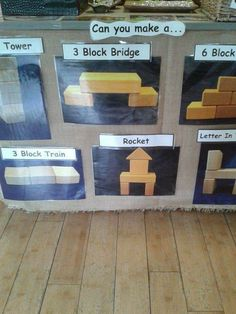 Can you make a...
Tower
3 Block Bridge
6 Block
3 Block Train
Rocket
Letter In